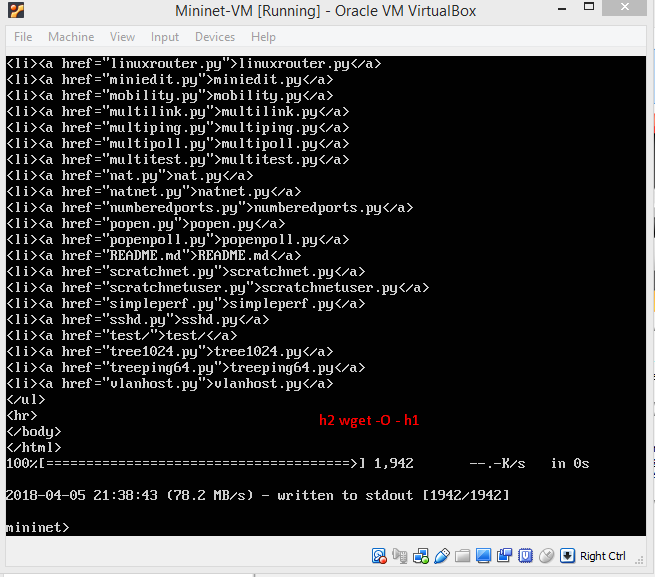 Mininet-VM [Running] - Oracle VM VirtualBox
File Machine View Input Devices Help
<li><a href="linuxrouter.py">linuxrouter.py</a>
<li><a href="miniedit.py">miniedit.py</a>
<li><a href="mobility.py">mobility.py</a>
<li><a href="multilink.py">multilink.py</a>
<li><a href="multiping.py">multiping.py</a>
<li><a href="multipoll.py">multipoll.py</a>
<li><a href="multitest.py">multitest.py</a>
<li><a href="nat.py">nat.py</a>
<li><a href="natnet.py">natnet.py</a>
<li><a href="numberedports.py">numberedports.py</a>
<li><a href="popen.py">popen.py</a>
<li><a href="popenpoll.py">popenpoll.py</a>
<li><a href="README.md">README.md</a>
<li><a href="scratchnet.py">scratchnet.py</a>
<li><a href="scratchnetuser.py">scratchnetuser.py</a>
<li><a href="simpleperf.py">simpleperf.py</a>
<li><a href="sshd.py">sshd.py</a>
<li><a href="test/">test/</a>
<li><a href="tree1024.py">tree1024.py</a>
<li><a href="treeping64.py">treeping64.py</a>
<li><a href="vlanhost.py">vlanhost.py</a>
</ul>
<hr>
h2 wget -O - h1
</body>
</html>
100%[======================================>] 1,942 --.-K/s in 0s
2018-04-05 21:38:43 (78.2 MB/s) - written to stdout [1942/1942]
mininet>
Right Ctrl